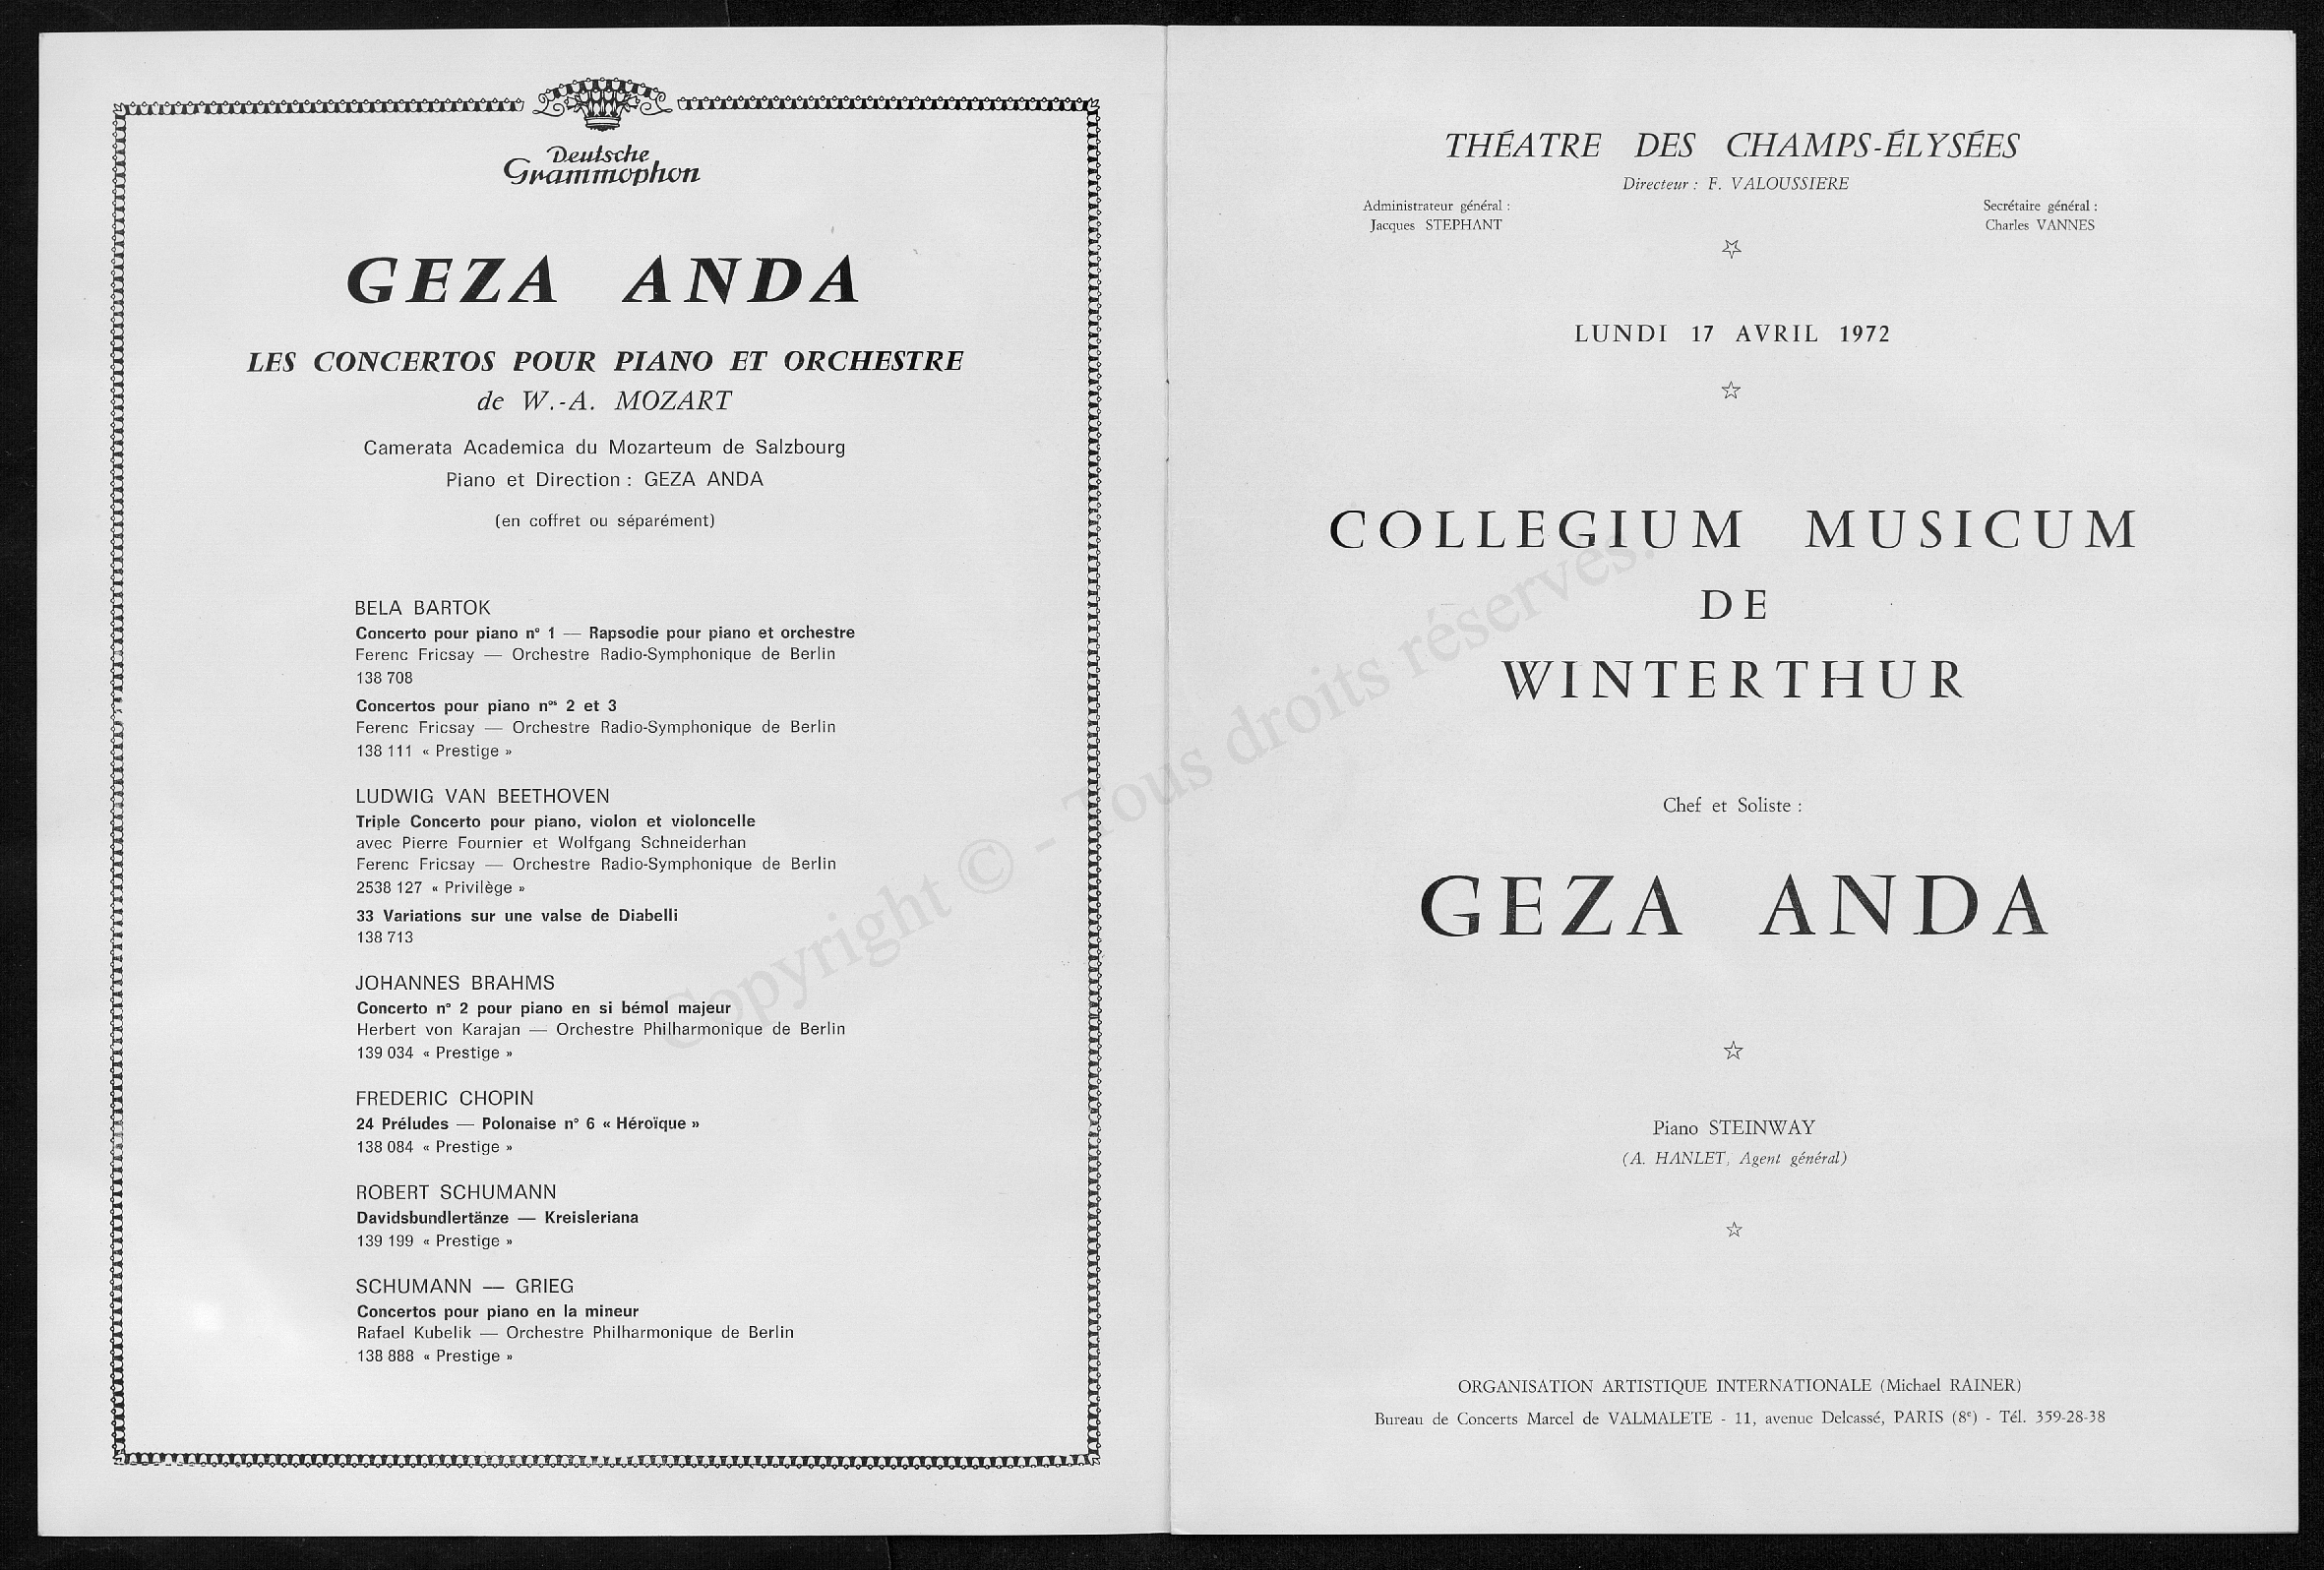 Deutsche
Grammophon
GEZA ANDA
LES CONCERTOS POUR PIANO ET ORCHESTRE
de W.-A. MOZART
Camerata Academica du Mozarteum de Salzbourg
Piano et Direction : GEZA ANDA
(en coffret ou séparément)
BELA BARTOK
Concerto pour piano n° 1 — Rapsodie pour piano et orchestre
Ferenc Fricsay — Orchestre Radio-Symphonique de Berlin
138 708
Concertos pour piano nos 2 et 3
Ferenc Fricsay — Orchestre Radio-Symphonique de Berlin
138 111 « Prestige »
LUDWIG VAN BEETHOVEN
Triple Concerto pour piano, violon et violoncelle
avec Pierre Fournier et Wolfgang Schneiderhan
Ferenc Fricsay — Orchestre Radio-Symphonique de Berlin
2538 127 « Privilège »
33 Variations sur une valse de Diabelli
138 713
JOHANNES BRAHMS
Concerto n° 2 pour piano en si bémol majeur
Herbert von Karajan — Orchestre Philharmonique de Berlin
139 034 « Prestige »
FREDERIC CHOPIN
24 Préludes — Polonaise n° 6 « Héroïque »
138 084 « Prestige »
ROBERT SCHUMANN
Davidsbundlertänze — Kreisleriana
139 199 « Prestige »
SCHUMANN — GRIEG
Concertos pour piano en la mineur
Rafael Kubelik — Orchestre Philharmonique de Berlin
138 888 « Prestige »
THÉATRE DES CHAMPS-ÉLYSÉES
Directeur : F. VALOUSSIERE
Administrateur général :
Jacques STEPHANT
Secrétaire général :
Charles VANNES
LUNDI 17 AVRIL 1972
COLLEGIUM MUSICUM
DE
WINTERTHUR
Chef et Soliste :
GEZA ANDA
Piano STEINWAY
(A. HANLET, Agent général)
ORGANISATION ARTISTIQUE INTERNATIONALE (Michael RAINER)
Bureau de Concerts Marcel de VALMALETE - 11, avenue Delcassé, PARIS (8e) - Tél. 359-28-38
Copyright © - Tous droits réservés.